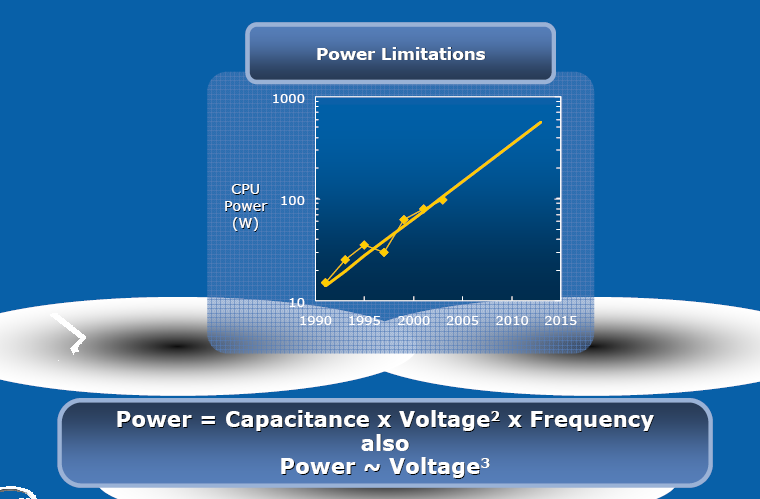 Power Limitations
1000
CPU
Power
(W)
100
10
1990 1995 2000 2005 2010 2015
Power = Capacitance x Voltage² x Frequency
also
Power ~ Voltage³